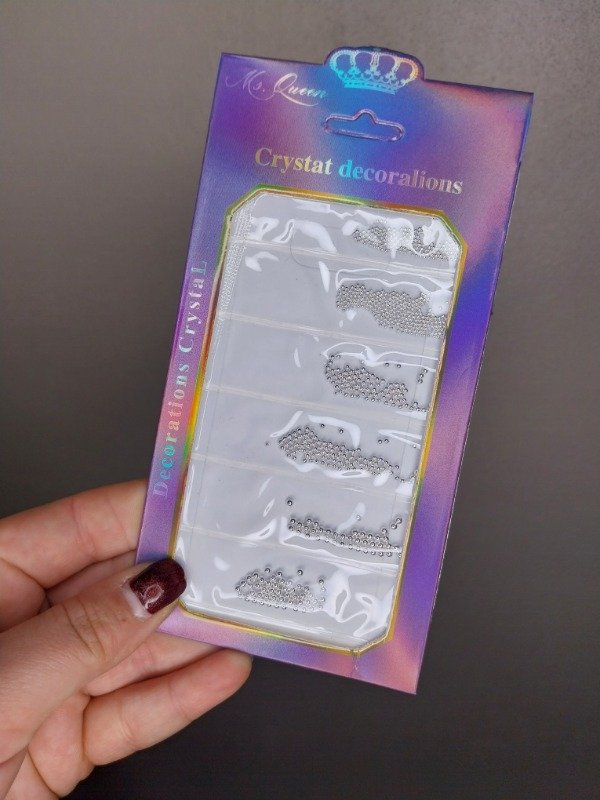 Ms. Queen
Crystat decoralions
Decorations CrystaL